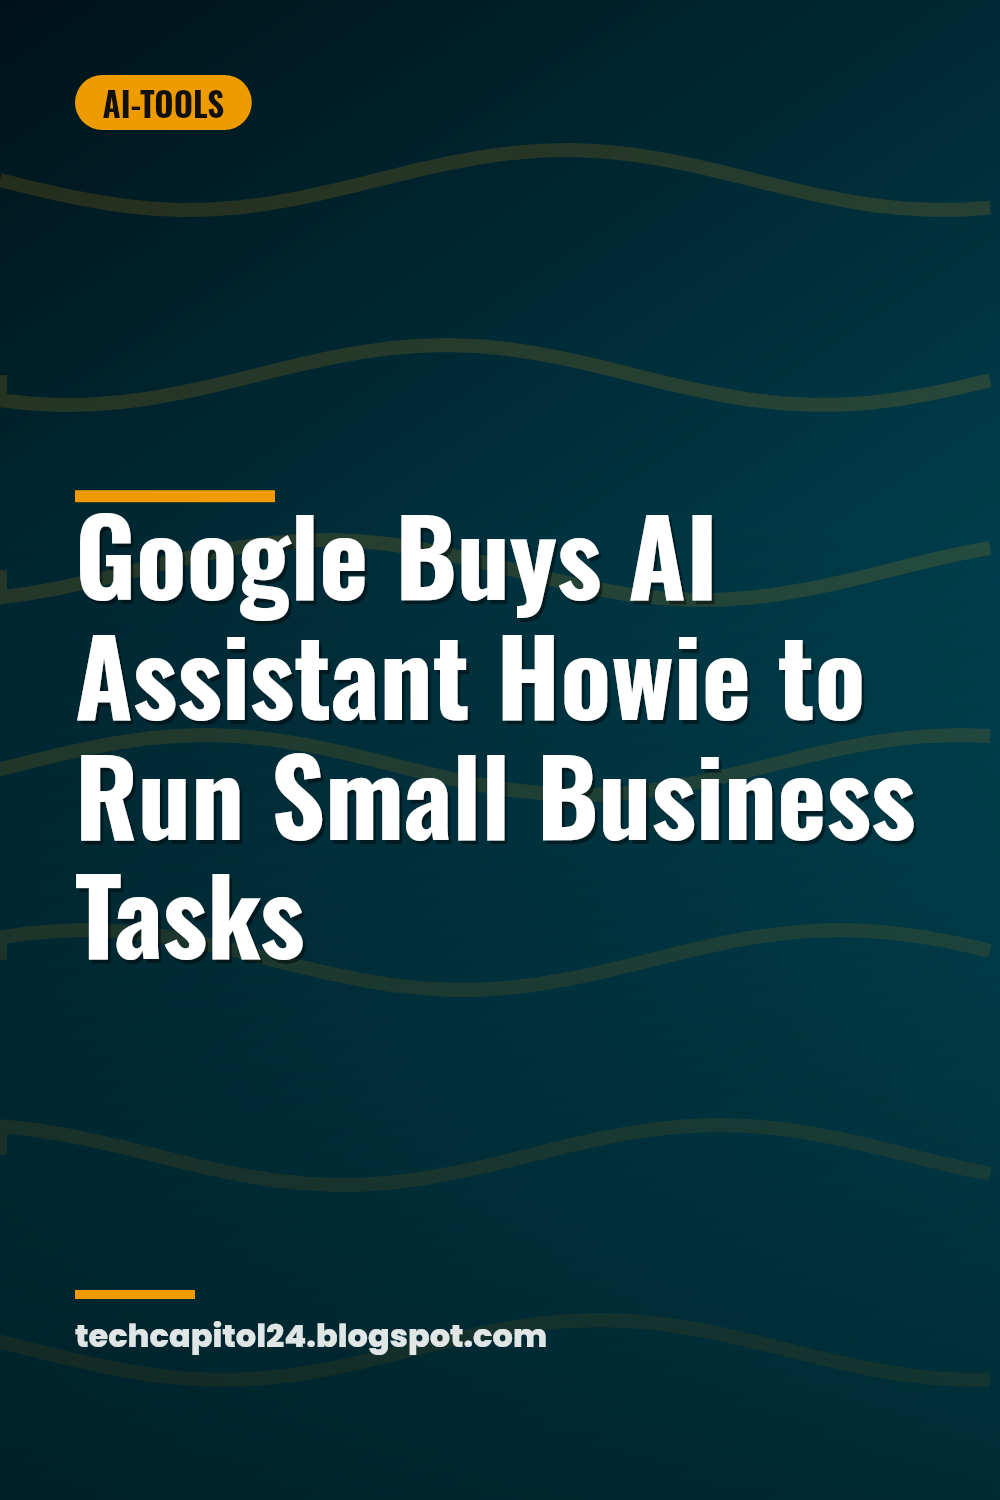 AI-TOOLS
Google Buys AI
Assistant Howie to
Run Small Business
Tasks
techcapitol24.blogspot.com